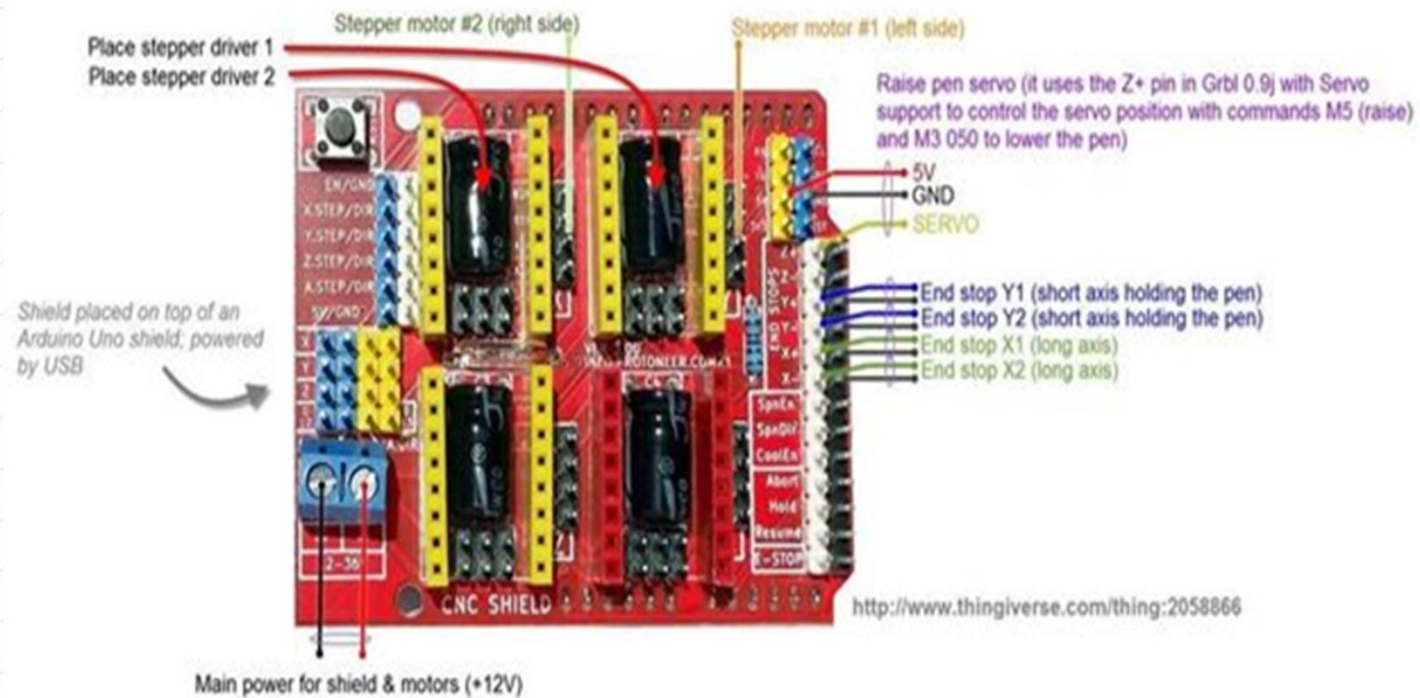 Stepper motor #2 (right side)
Stepper motor #1 (left side)
Place stepper driver 1
Place stepper driver 2
Raise pen servo (it uses the Z+ pin in Grbl 0.9j with Servo
support to control the servo position with commands M5 (raise)
and M3 050 to lower the pen)
5V
GND
SERVO
End stop Y1 (short axis holding the pen)
End stop Y2 (short axis holding the pen)
End stop X1 (long axis)
End stop X2 (long axis)
Shield placed on top of an
Arduino Uno shield; powered
by USB
EN/GND
X.STEP/DIR
Y.STEP/DIR
Z.STEP/DIR
A.STEP/DIR
5V/GND
Z+
Z-
Y+
Y-
X+
X-
END STOPS
SpnEn
SpnDir
CoolEn
Abort
Hold
Resume
E-STOP
CNC SHIELD
http://www.thingiverse.com/thing:2058866
Main power for shield & motors (+12V)